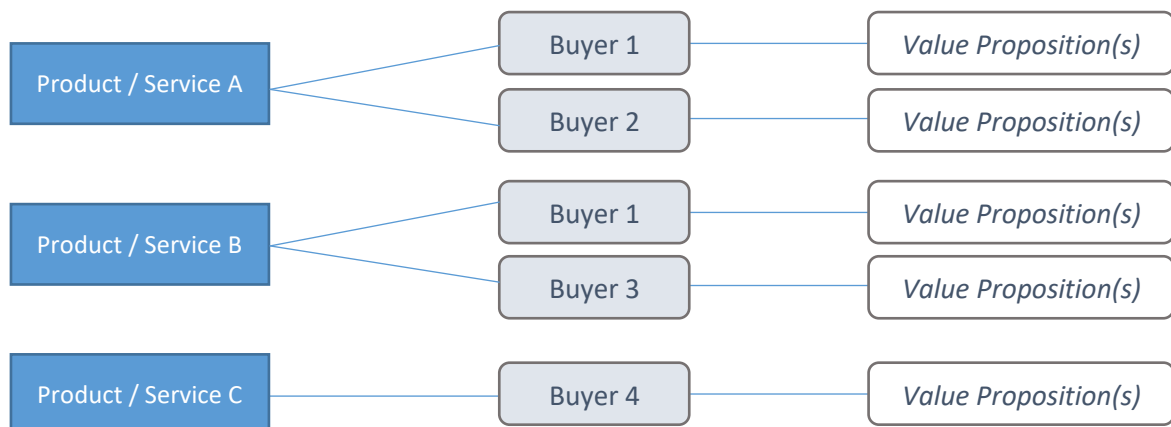 Buyer 1
Value Proposition(s)
Product / Service A
Buyer 2
Value Proposition(s)
Buyer 1
Value Proposition(s)
Product / Service B
Buyer 3
Value Proposition(s)
Product / Service C
Buyer 4
Value Proposition(s)